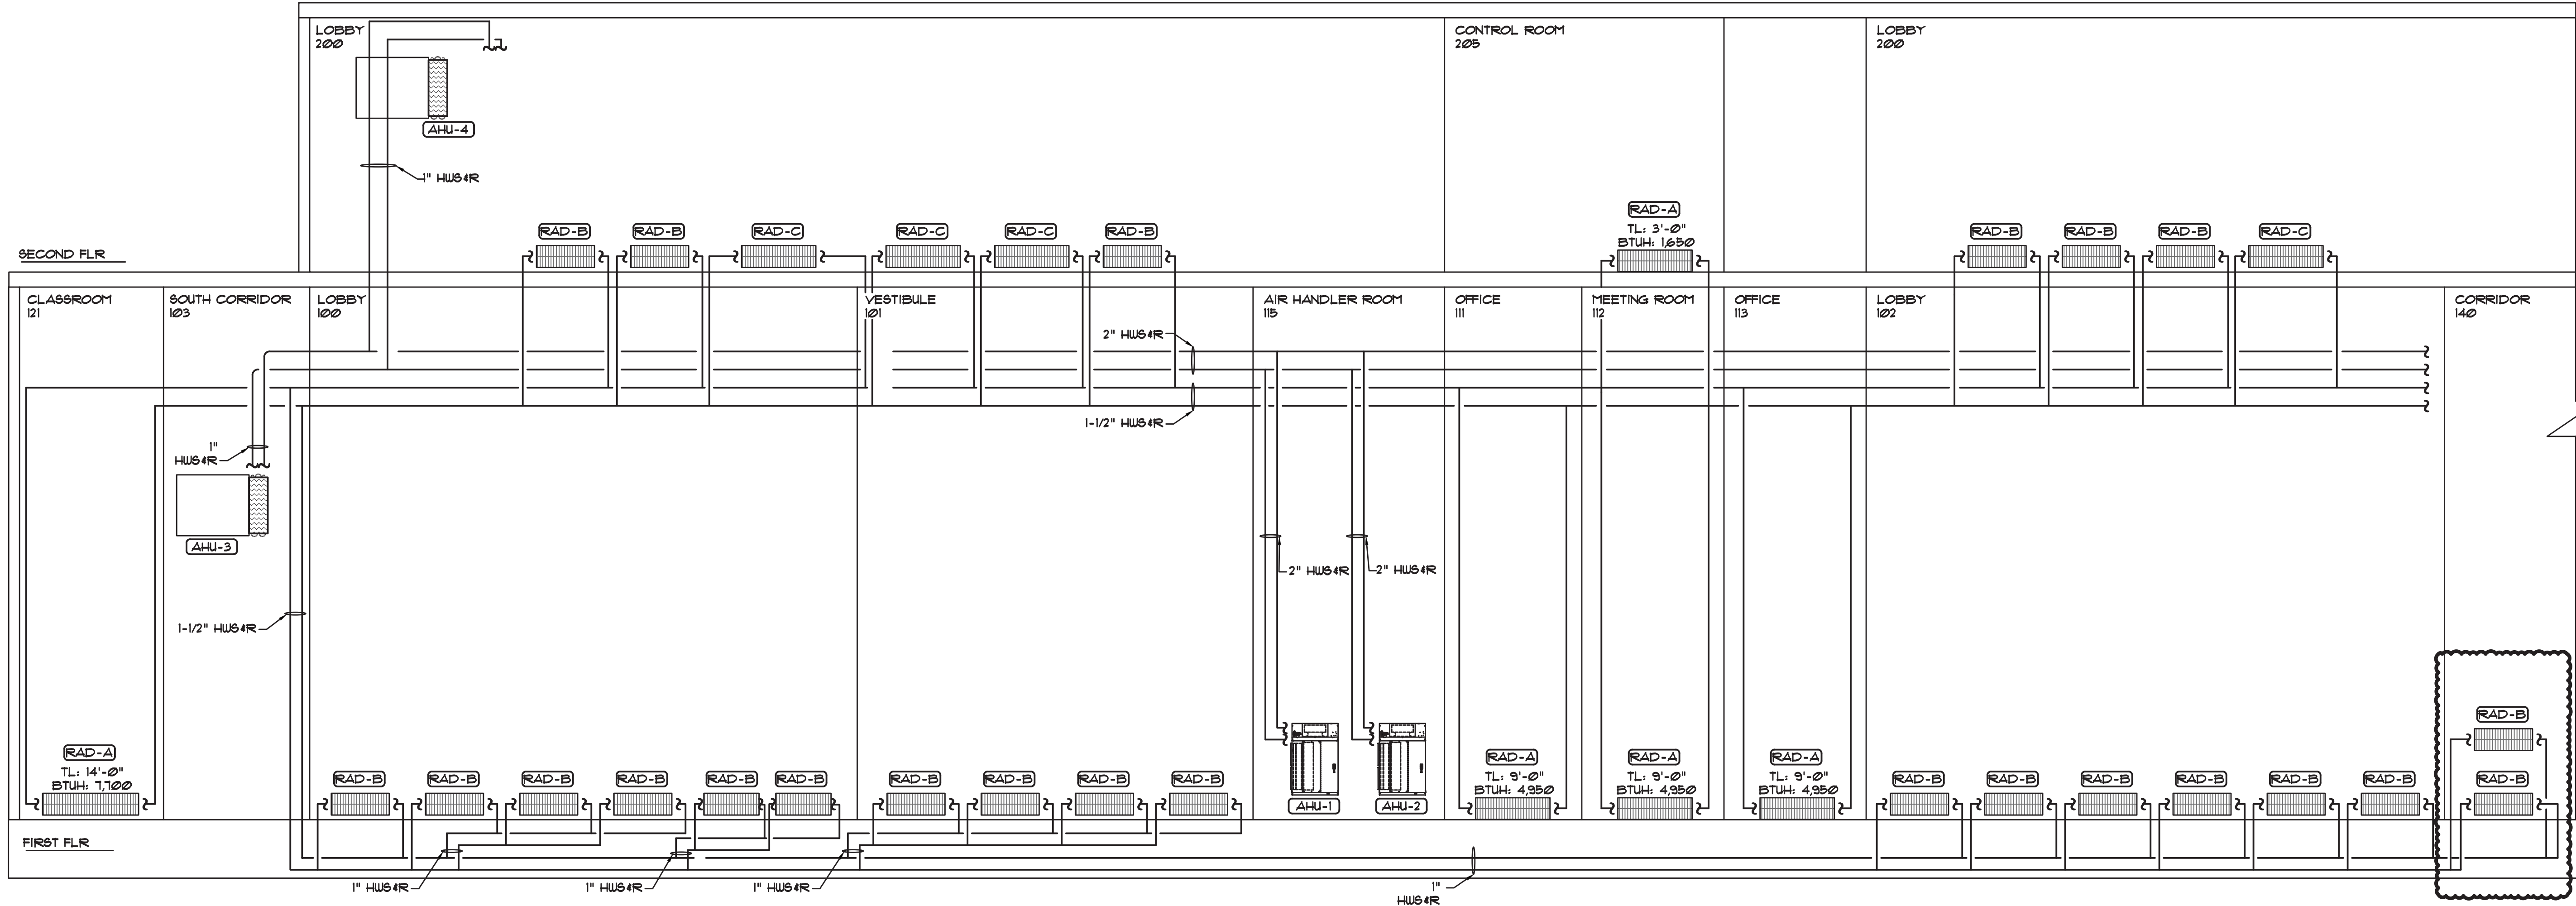 LOBBY
200
CONTROL ROOM
205
LOBBY
200
AHU-4
1" HWS&R
RAD-B
RAD-B
RAD-C
RAD-C
RAD-C
RAD-B
RAD-A
TL: 3'-0"
BTUH: 1,650
RAD-B
RAD-B
RAD-B
RAD-C
SECOND FLR
CLASSROOM
121
SOUTH CORRIDOR
103
LOBBY
100
VESTIBULE
101
AIR HANDLER ROOM
115
OFFICE
111
MEETING ROOM
112
OFFICE
113
LOBBY
102
CORRIDOR
140
2" HWS&R
1-1/2" HWS&R
1"
HWS&R
AHU-3
2" HWS&R
2" HWS&R
1-1/2" HWS&R
RAD-A
TL: 14'-0"
BTUH: 7,700
RAD-B
RAD-B
RAD-B
RAD-B
RAD-B
RAD-B
RAD-B
RAD-B
RAD-B
RAD-B
AHU-1
AHU-2
RAD-A
TL: 9'-0"
BTUH: 4,950
RAD-A
TL: 9'-0"
BTUH: 4,950
RAD-A
TL: 9'-0"
BTUH: 4,950
RAD-B
RAD-B
RAD-B
RAD-B
RAD-B
RAD-B
RAD-B
RAD-B
FIRST FLR
1" HWS&R
1" HWS&R
1" HWS&R
1"
HWS&R